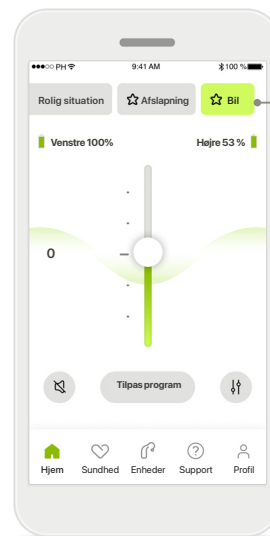 ●●●○○ PH 9:41 AM 100 %
Rolig situation Afslapning Bil
Venstre 100% Højre 53 %
0
Tilpas program
Hjem Sundhed Enheder Support Profil